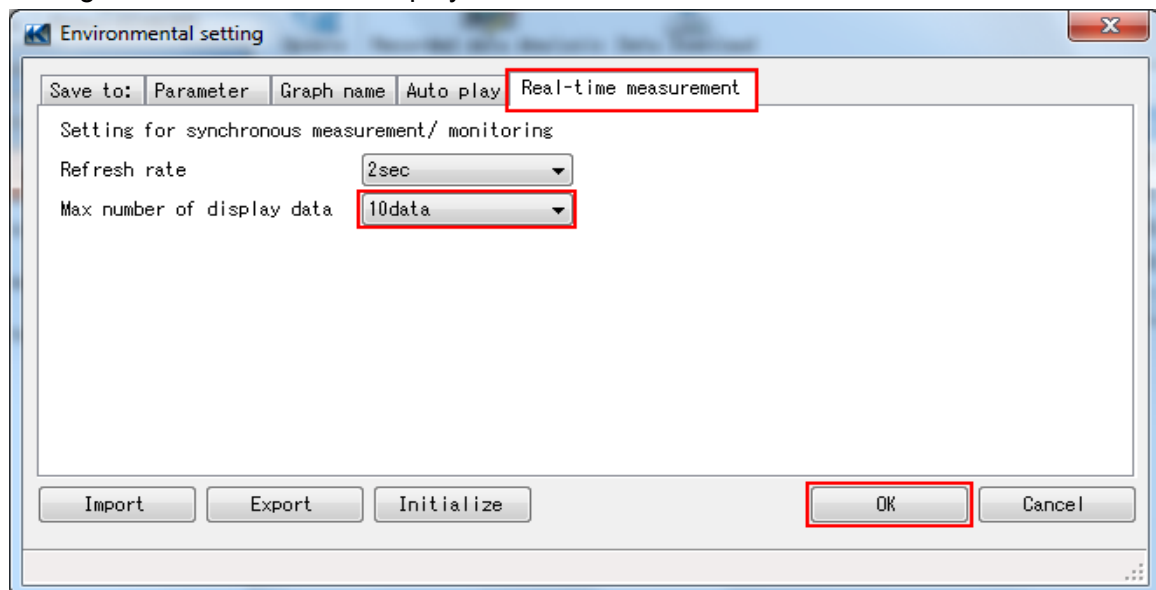 Environmental setting
Save to: Parameter Graph name Auto play Real-time measurement
Setting for synchronous measurement/ monitoring
Refresh rate 2sec
Max number of display data 10data
Import Export Initialize OK Cancel